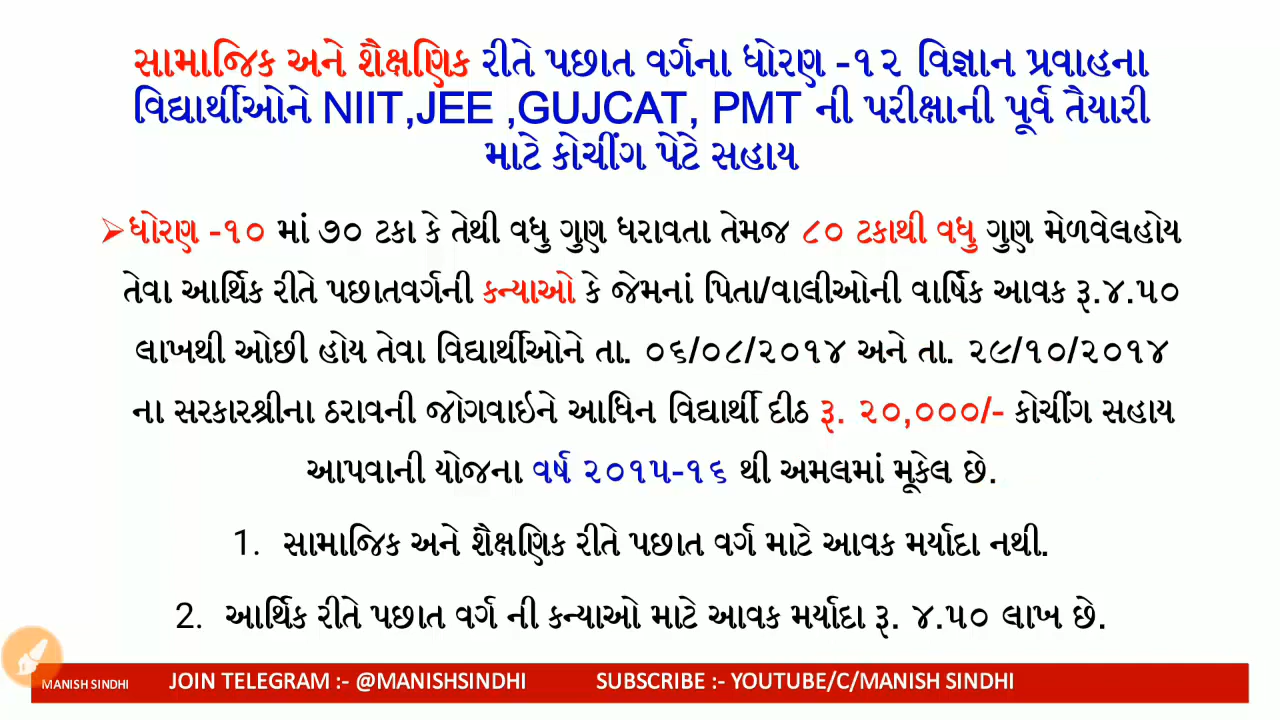 સામાજિક અને શૈક્ષણિક રીતે પછાત વર્ગના ધોરણ -૧૨ વિજ્ઞાન પ્રવાહના
વિદ્યાર્થીઓને NIIT,JEE ,GUJCAT, PMT ની પરીક્ષાની પૂર્વ તૈયારી
માટે કોચીંગ પેટે સહાય
➢ધોરણ -૧૦ માં ૭૦ ટકા કે તેથી વધુ ગુણ ધરાવતા તેમજ ૮૦ ટકાથી વધુ ગુણ મેળવેલહોય
તેવા આર્થિક રીતે પછાતવર્ગની કન્યાઓ કે જેમનાં પિતા/વાલીઓની વાર્ષિક આવક રૂ.૪.૫૦
લાખથી ઓછી હોય તેવા વિદ્યાર્થીઓને તા. ૦૬/૦૮/૨૦૧૪ અને તા. ૨૯/૧૦/૨૦૧૪
ના સરકારશ્રીના ઠરાવની જોગવાઇને આધિન વિદ્યાર્થી દીઠ રૂ. ૨૦,૦૦૦/- કોચીંગ સહાય
આપવાની યોજના વર્ષ ૨૦૧૫-૧૬ થી અમલમાં મૂકેલ છે.
1. સામાજિક અને શૈક્ષણિક રીતે પછાત વર્ગ માટે આવક મર્યાદા નથી.
2. આર્થિક રીતે પછાત વર્ગ ની કન્યાઓ માટે આવક મર્યાદા રૂ. ૪.૫૦ લાખ છે.
MANISH SINDHI JOIN TELEGRAM :- @MANISHSINDHI SUBSCRIBE :- YOUTUBE/C/MANISH SINDHI